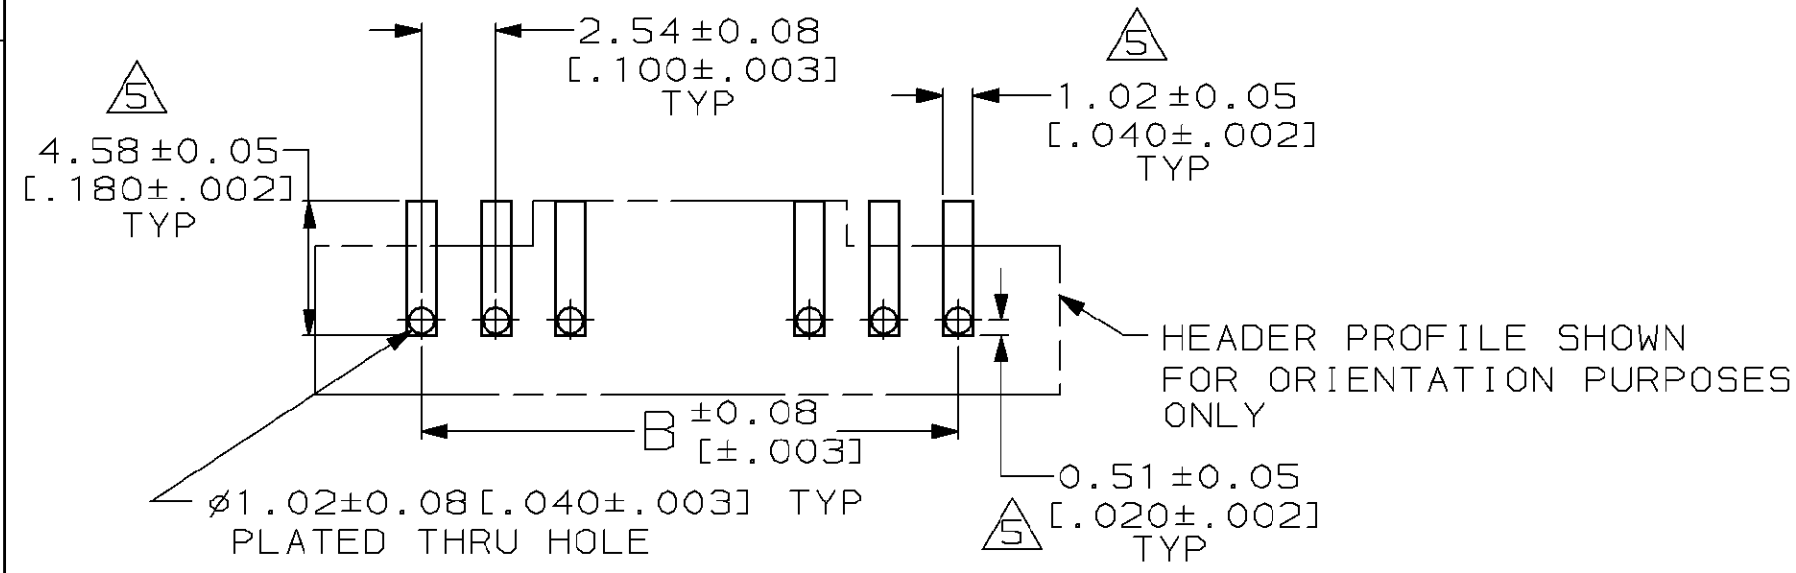 2.54±0.08
[.100±.003]
TYP
5
1.02±0.05
[.040±.002]
TYP
5
4.58±0.05
[.180±.002]
TYP
HEADER PROFILE SHOWN
FOR ORIENTATION PURPOSES
ONLY
B ±0.08
[±.003]
0.51±0.05
[.020±.002]
TYP
5
⌀1.02±0.08[.040±.003] TYP
PLATED THRU HOLE